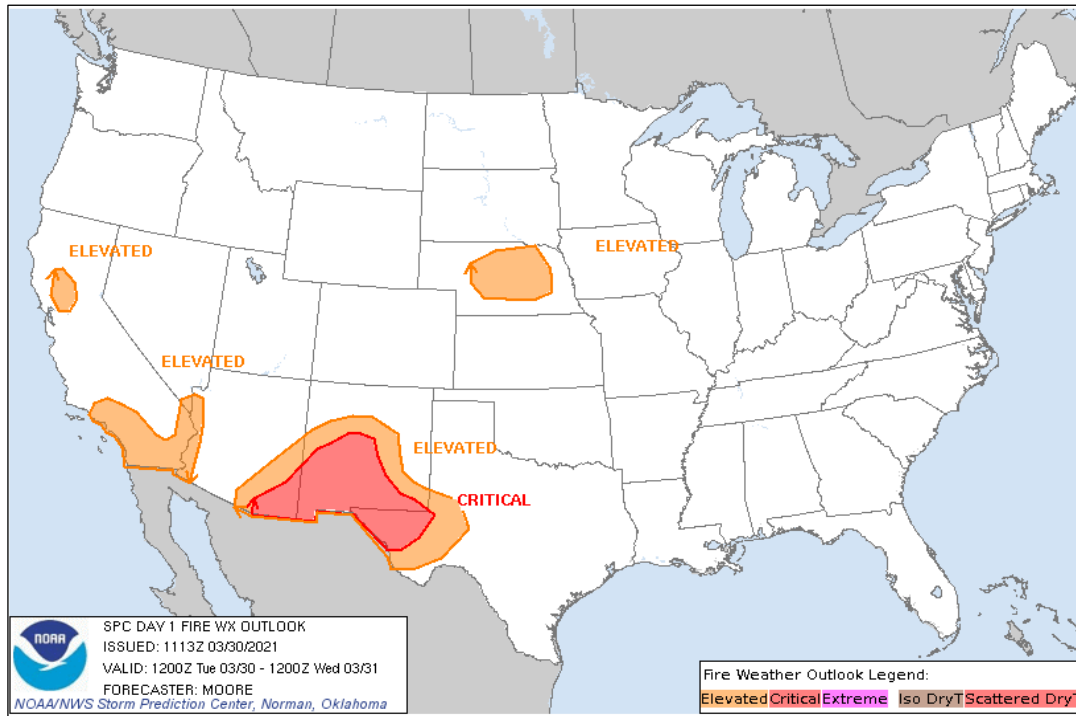 ELEVATED
ELEVATED
ELEVATED
ELEVATED
CRITICAL
NOAA
SPC DAY 1 FIRE WX OUTLOOK
ISSUED: 1113Z 03/30/2021
VALID: 1200Z Tue 03/30 - 1200Z Wed 03/31
FORECASTER: MOORE
NOAA/NWS Storm Prediction Center, Norman, Oklahoma
Fire Weather Outlook Legend:
Elevated Critical Extreme Iso DryT Scattered DryT